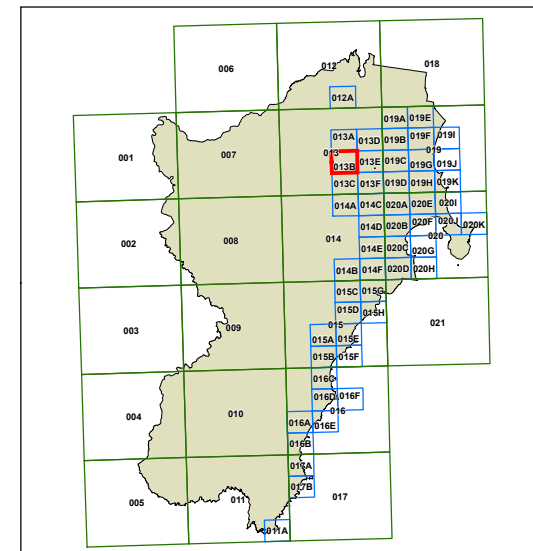 006 012 018
012A
019A 019E
001 007 013A 013D 019B 019F 019I
013 019
013B 013E 019C 019G 019J
013C 013F 019D 019H 019K
014A 014C 020A 020E 020I
002 008 014 014D 020B 020F 020J 020K
020
014E 020C 020G
014B 014F 020D 020H
015C 015G
003 009 015D 015H 021
015
015A 015E
015B 015F
016C
004 010 016D 016F
016
016A 016E
016B
017A
005 011 017B 017
011A